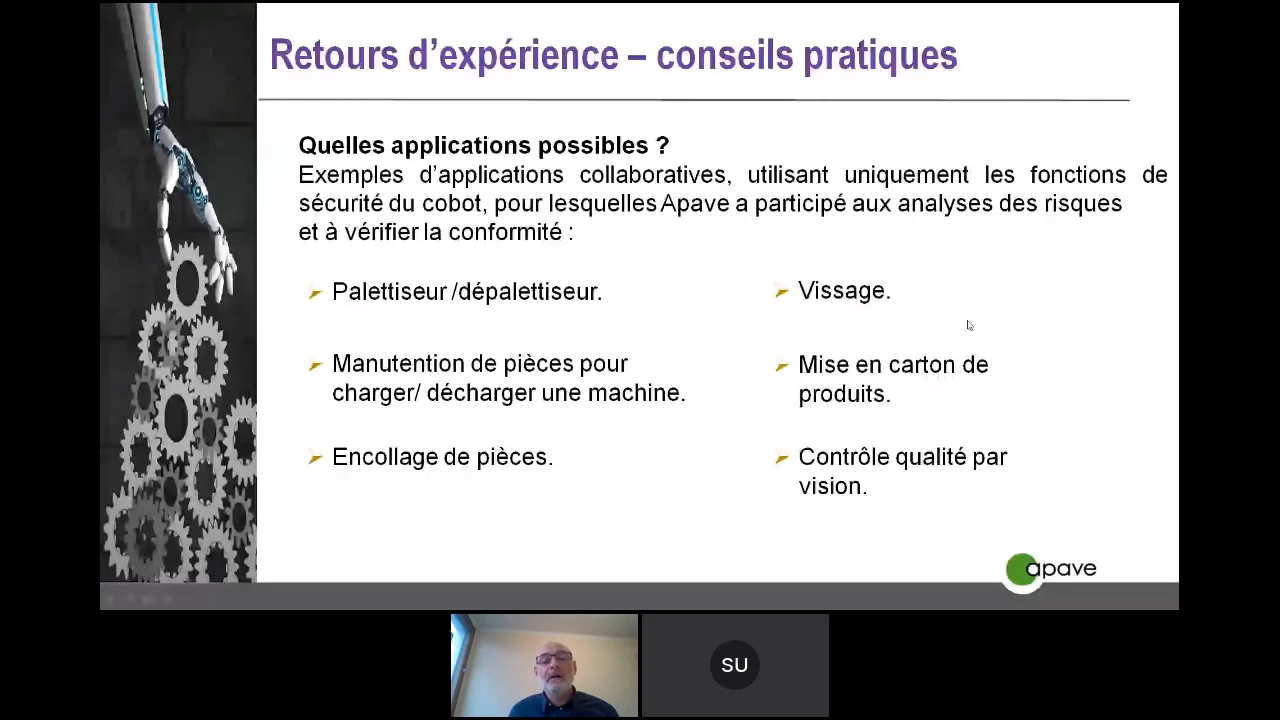 Retours d’expérience – conseils pratiques
Quelles applications possibles ?
Exemples d’applications collaboratives, utilisant uniquement les fonctions de
sécurité du cobot, pour lesquelles Apave a participé aux analyses des risques
et à vérifier la conformité :
Palettiseur /dépalettiseur.
Manutention de pièces pour
charger/ décharger une machine.
Encollage de pièces.
Vissage.
Mise en carton de
produits.
Contrôle qualité par
vision.
apave
SU